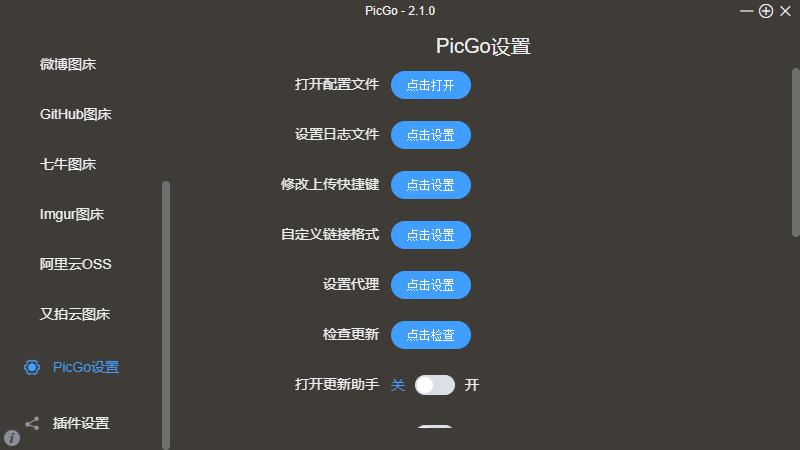 PicGo - 2.1.0
微博图床
GitHub图床
七牛图床
Imgur图床
阿里云OSS
又拍云图床
PicGo设置
插件设置
PicGo设置
打开配置文件 点击打开
设置日志文件 点击设置
修改上传快捷键 点击设置
自定义链接格式 点击设置
设置代理 点击设置
检查更新 点击检查
打开更新助手 关 开